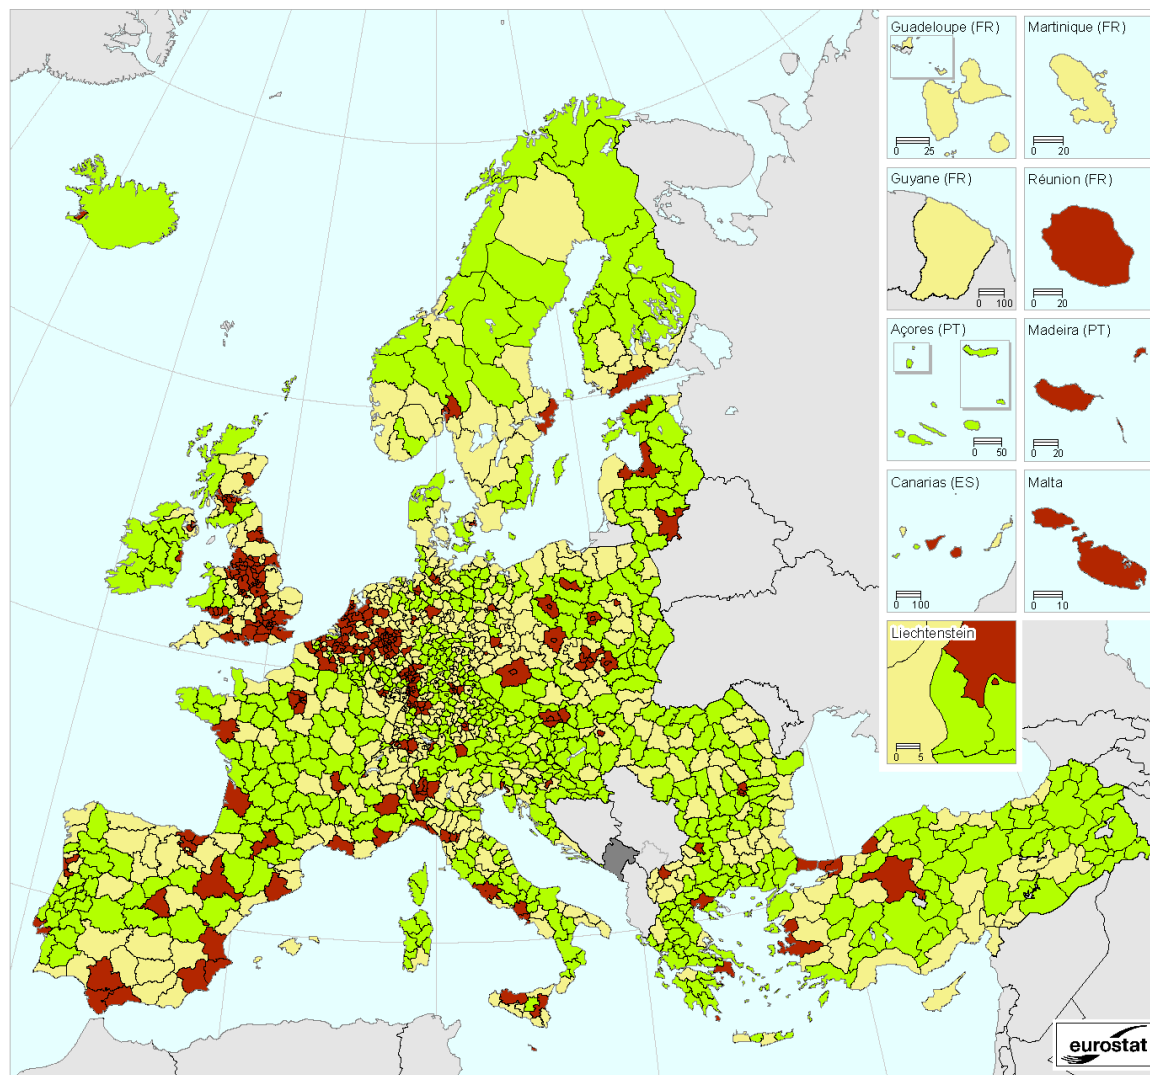 Guadeloupe (FR)
0 25
Martinique (FR)
0 20
Guyane (FR)
0 100
Réunion (FR)
0 20
Açores (PT)
0 50
Madeira (PT)
0 20
Canarias (ES)
0 100
Malta
0 10
Liechtenstein
0 5
eurostat